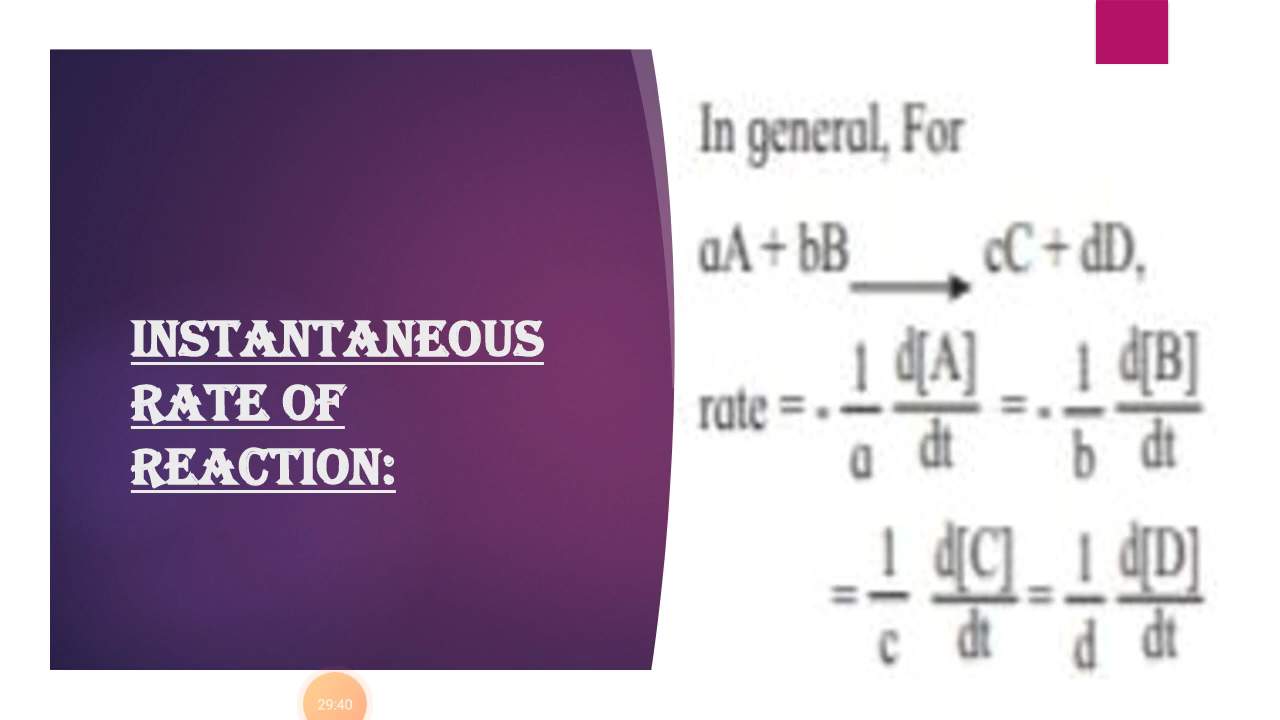 INSTANTANEOUS
RATE OF
REACTION:
In general, For
aA + bB ⟶ cC + dD,
rate = - 1/a d[A]/dt = - 1/b d[B]/dt
= 1/c d[C]/dt = 1/d d[D]/dt
29:40